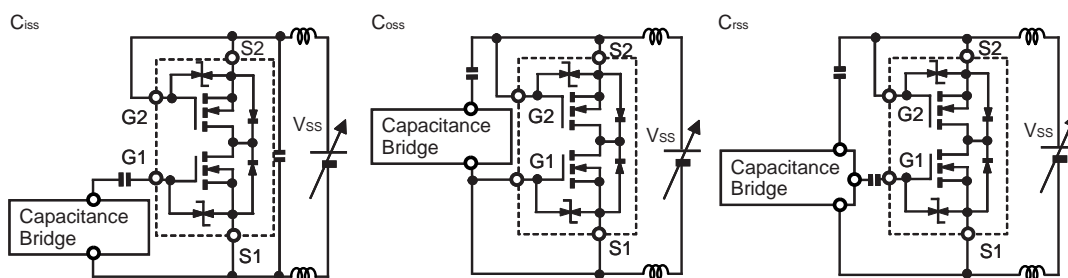 Ciss
S2
G2
G1
VSS
Capacitance
Bridge
S1
Coss
S2
Capacitance
Bridge
G2
G1
VSS
S1
Crss
S2
G2
VSS
Capacitance
Bridge
G1
S1